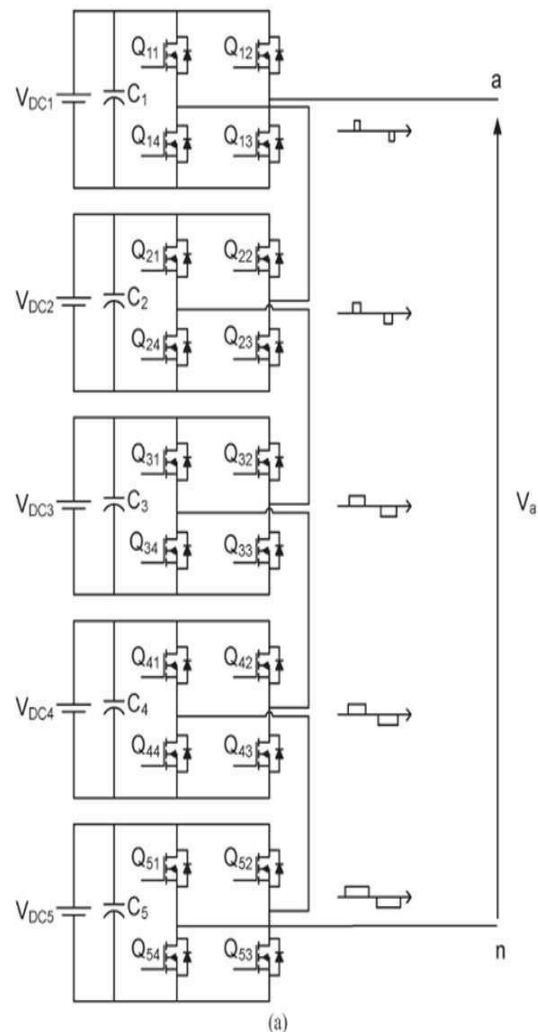 Q11 Q12
a
VDC1 C1
Q14 Q13
Q21 Q22
VDC2 C2
Q24 Q23
Q31 Q32
VDC3 C3
Va
Q34 Q33
Q41 Q42
VDC4 C4
Q44 Q43
Q51 Q52
VDC5 C5
Q54 Q53
n
(a)